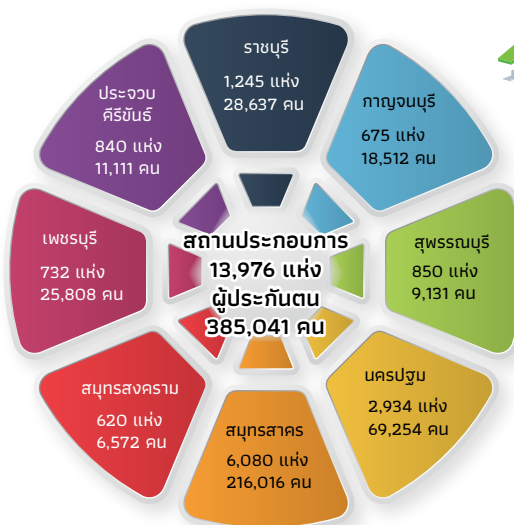 ราชบุรี
1,245 แห่ง
28,637 คน
กาญจนบุรี
675 แห่ง
18,512 คน
สุพรรณบุรี
850 แห่ง
9,131 คน
นครปฐม
2,934 แห่ง
69,254 คน
สมุทรสาคร
6,080 แห่ง
216,016 คน
สมุทรสงคราม
620 แห่ง
6,572 คน
เพชรบุรี
732 แห่ง
25,808 คน
ประจวบ
คีรีขันธ์
840 แห่ง
11,111 คน
สถานประกอบการ
13,976 แห่ง
ผู้ประกันตน
385,041 คน